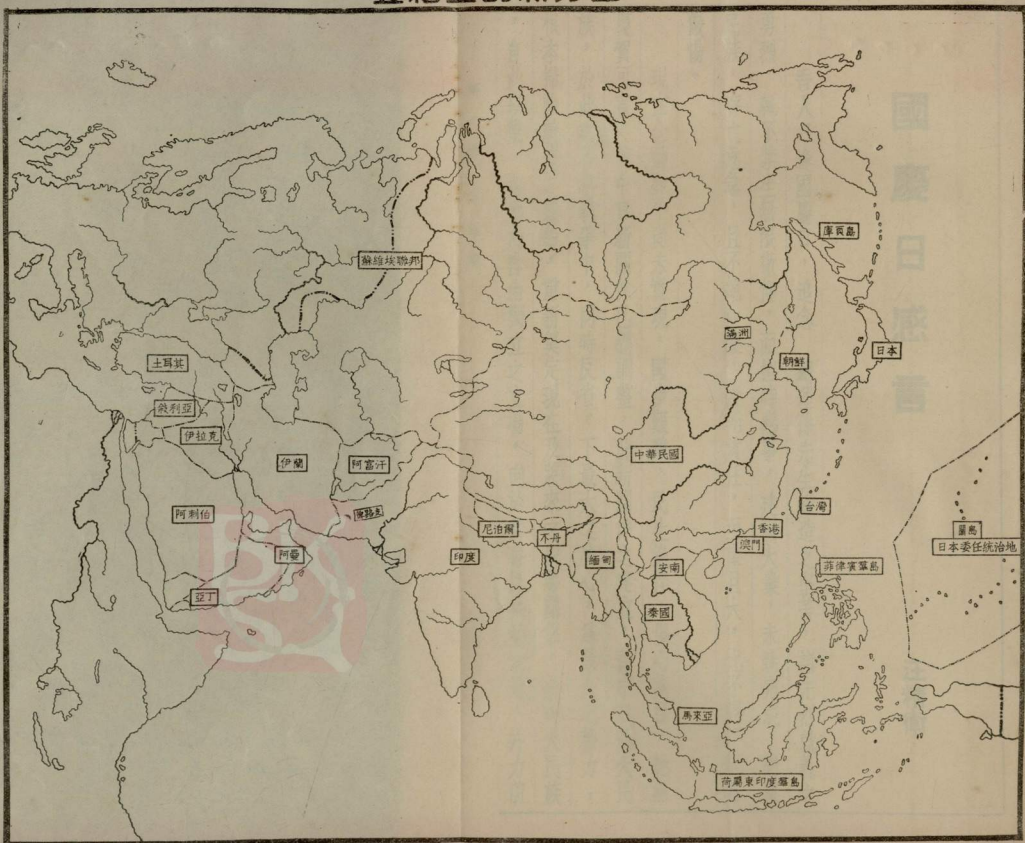 蘇維埃聯邦
庫頁島
滿洲
朝鮮
日本
土耳其
敘利亞
伊拉克
伊蘭
阿富汗
中華民國
阿剌伯
阿曼
亞丁
尼泊爾
不丹
印度
緬甸
安南
泰國
香港
澳門
台灣
菲律賓羣島
羣島
日本委任統治地
馬來亞
荷屬東印度羣島
國慶日感言